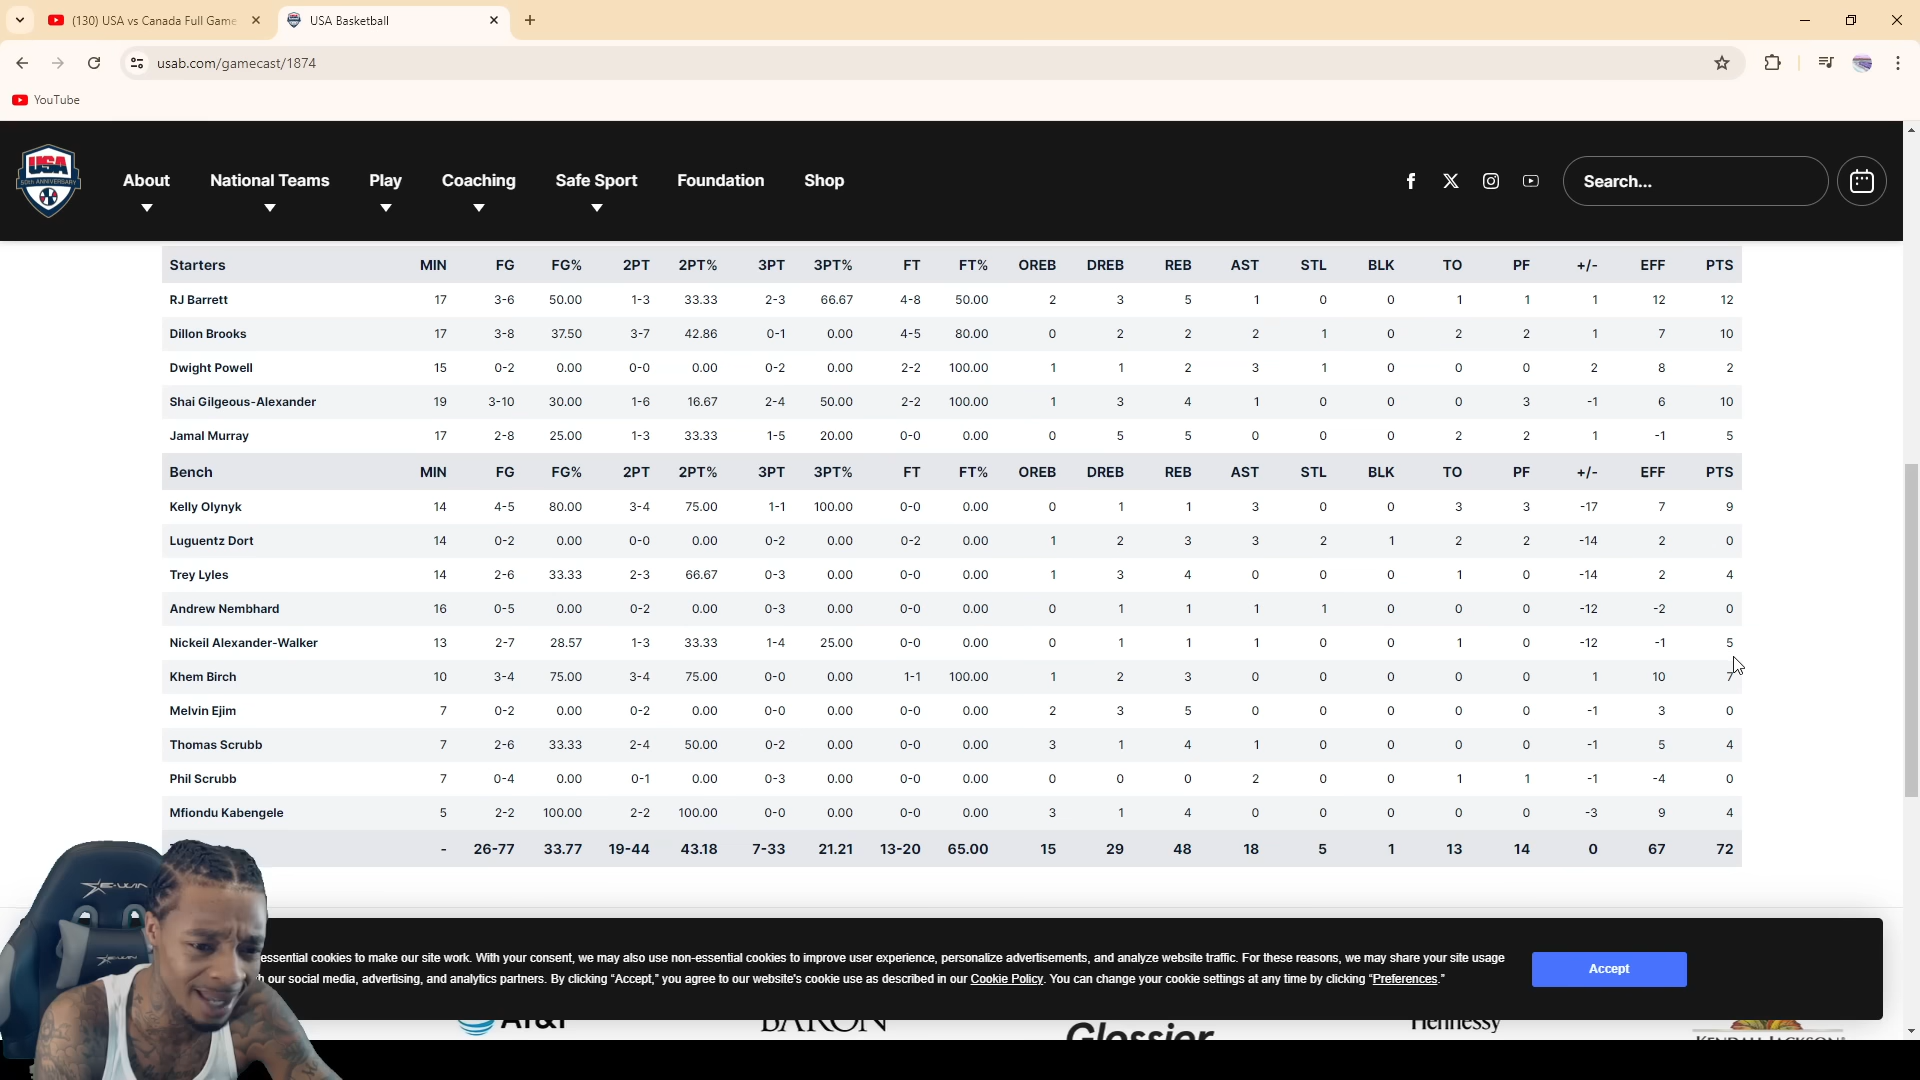 (130) USA vs Canada Full Game
USA Basketball
usab.com/gamecast/1874
YouTube
USA
50TH ANNIVERSARY
About National Teams Play Coaching Safe Sport Foundation Shop
Search...
Starters MIN FG FG% 2PT 2PT% 3PT 3PT% FT FT% OREB DREB REB AST STL BLK TO PF +/- EFF PTS
RJ Barrett 17 3-6 50.00 1-3 33.33 2-3 66.67 4-8 50.00 2 3 5 1 0 0 1 1 1 12 12
Dillon Brooks 17 3-8 37.50 3-7 42.86 0-1 0.00 4-5 80.00 0 2 2 2 1 0 2 2 1 7 10
Dwight Powell 15 0-2 0.00 0-0 0.00 0-2 0.00 2-2 100.00 1 1 2 3 1 0 0 0 2 8 2
Shai Gilgeous-Alexander 19 3-10 30.00 1-6 16.67 2-4 50.00 2-2 100.00 1 3 4 1 0 0 0 3 -1 6 10
Jamal Murray 17 2-8 25.00 1-3 33.33 1-5 20.00 0-0 0.00 0 5 5 0 0 0 2 2 1 -1 5
Bench MIN FG FG% 2PT 2PT% 3PT 3PT% FT FT% OREB DREB REB AST STL BLK TO PF +/- EFF PTS
Kelly Olynyk 14 4-5 80.00 3-4 75.00 1-1 100.00 0-0 0.00 0 1 1 3 0 0 3 3 -17 7 9
Luguentz Dort 14 0-2 0.00 0-0 0.00 0-2 0.00 0-2 0.00 1 2 3 3 2 1 2 2 -14 2 0
Trey Lyles 14 2-6 33.33 2-3 66.67 0-3 0.00 0-0 0.00 1 3 4 0 0 0 1 0 -14 2 4
Andrew Nembhard 16 0-5 0.00 0-2 0.00 0-3 0.00 0-0 0.00 0 1 1 1 1 0 0 0 -12 -2 0
Nickeil Alexander-Walker 13 2-7 28.57 1-3 33.33 1-4 25.00 0-0 0.00 0 1 1 1 0 0 1 0 -12 -1 5
Khem Birch 10 3-4 75.00 3-4 75.00 0-0 0.00 1-1 100.00 1 2 3 0 0 0 0 0 1 10 7
Melvin Ejim 7 0-2 0.00 0-2 0.00 0-0 0.00 0-0 0.00 2 3 5 0 0 0 0 0 -1 3 0
Thomas Scrubb 7 2-6 33.33 2-4 50.00 0-2 0.00 0-0 0.00 3 1 4 1 0 0 0 0 -1 5 4
Phil Scrubb 7 0-4 0.00 0-1 0.00 0-3 0.00 0-0 0.00 0 0 0 2 0 0 1 1 -1 -4 0
Mfiondu Kabengele 5 2-2 100.00 2-2 100.00 0-0 0.00 0-0 0.00 3 1 4 0 0 0 0 0 -3 9 4
- 26-77 33.77 19-44 43.18 7-33 21.21 13-20 65.00 15 29 48 18 5 1 13 14 0 67 72
essential cookies to make our site work. With your consent, we may also use non-essential cookies to improve user experience, personalize advertisements, and analyze website traffic. For these reasons, we may share your site usage
h our social media, advertising, and analytics partners. By clicking "Accept," you agree to our website's cookie use as described in our Cookie Policy. You can change your cookie settings at any time by clicking "Preferences."
Accept
AT&T BARON Glossier Hennessy KENDALL-JACKSON
E-WIN
E-WIN